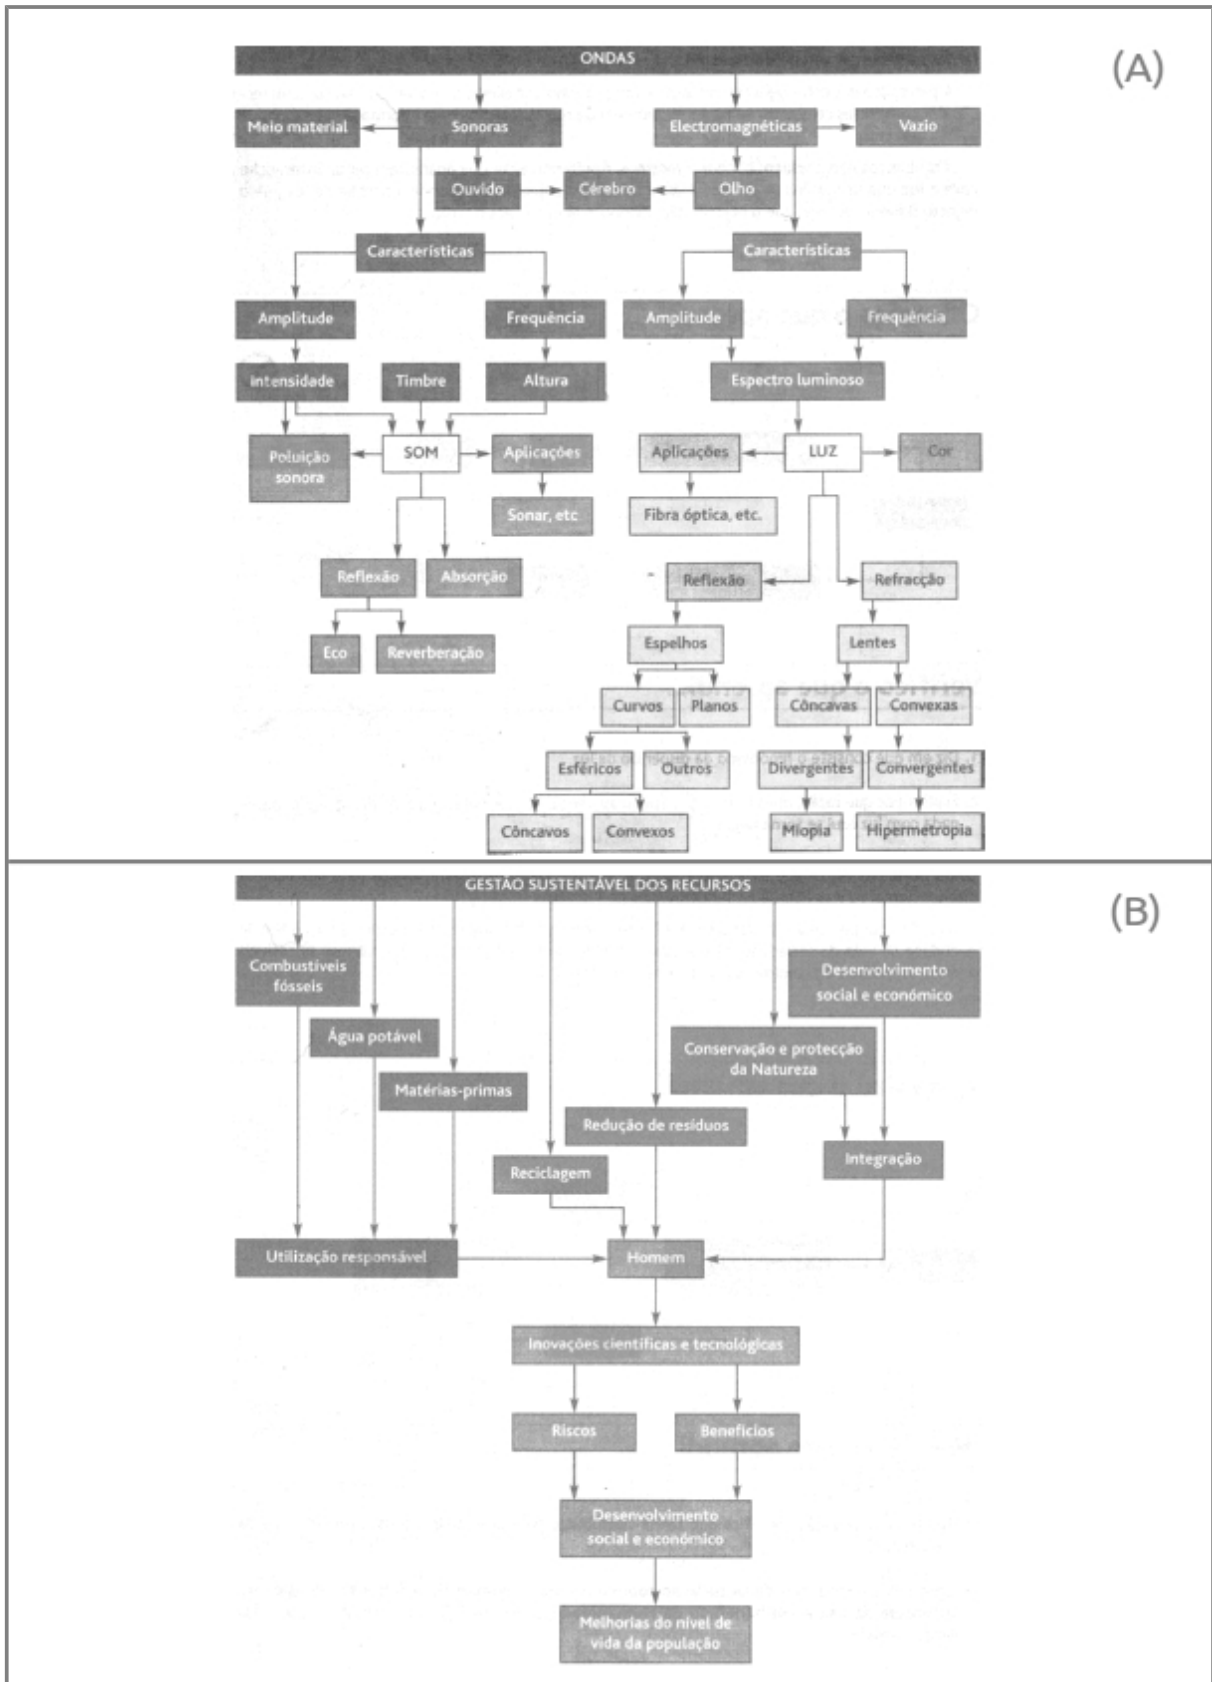 ONDAS
(A)
Meio material
Sonoras
Electromagnéticas
Vazio
Ouvido
Cérebro
Olho
Características
Características
Amplitude
Frequência
Amplitude
Frequência
Intensidade
Timbre
Altura
Espectro luminoso
Poluição
sonora
SOM
Aplicações
Aplicações
LUZ
Cor
Sonar, etc
Fibra óptica, etc.
Reflexão
Absorção
Reflexão
Refracção
Eco
Reverberação
Espelhos
Lentes
Curvos
Planos
Côncavas
Convexas
Esféricos
Outros
Divergentes
Convergentes
Côncavos
Convexos
Miopia
Hipermetropia
GESTÃO SUSTENTÁVEL DOS RECURSOS
(B)
Combustíveis
fósseis
Desenvolvimento
social e económico
Água potável
Conservação e protecção
da Natureza
Matérias-primas
Redução de resíduos
Reciclagem
Integração
Utilização responsável
Homem
Inovações científicas e tecnológicas
Riscos
Benefícios
Desenvolvimento
social e económico
Melhorias do nível de
vida da população